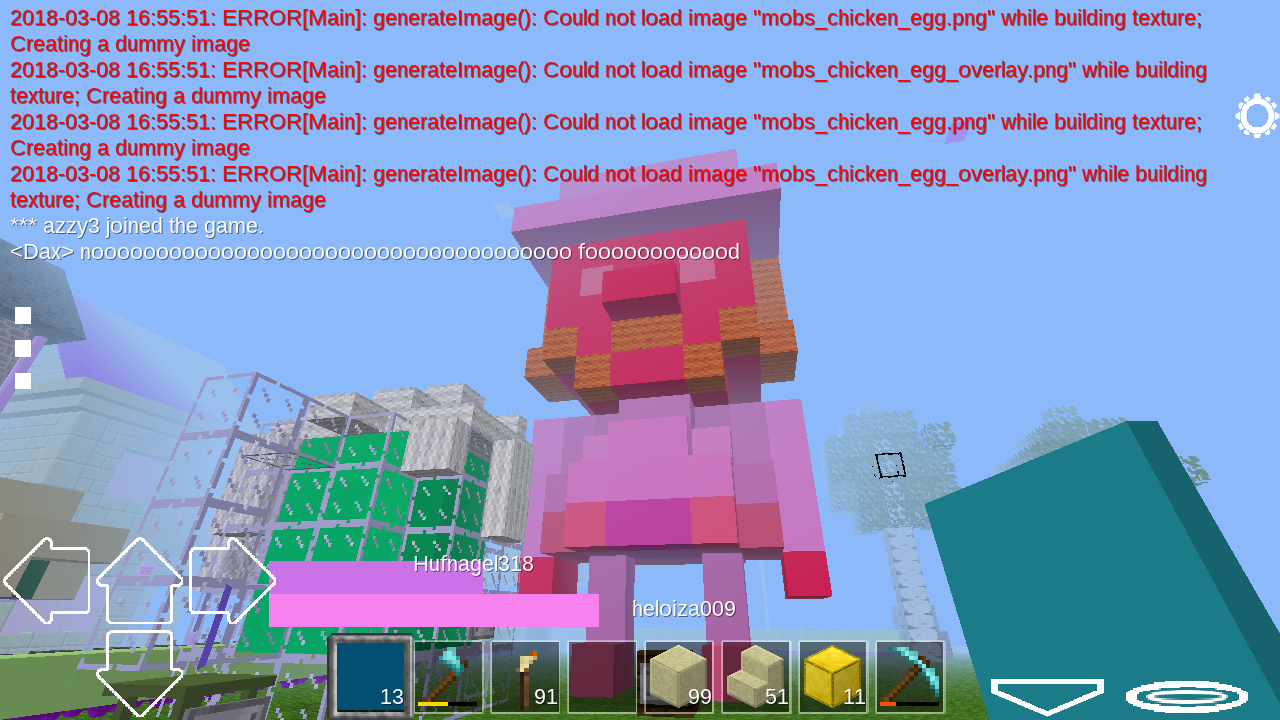 2018-03-08 16:55:51: ERROR[Main]: generateImage(): Could not load image "mobs_chicken_egg.png" while building texture;
Creating a dummy image
2018-03-08 16:55:51: ERROR[Main]: generateImage(): Could not load image "mobs_chicken_egg_overlay.png" while building
texture; Creating a dummy image
2018-03-08 16:55:51: ERROR[Main]: generateImage(): Could not load image "mobs_chicken_egg.png" while building texture;
Creating a dummy image
2018-03-08 16:55:51: ERROR[Main]: generateImage(): Could not load image "mobs_chicken_egg_overlay.png" while building
texture; Creating a dummy image
*** azzy3 joined the game.
<Dax> nooooooooooooooooooooooooooooooooooooo foooooooooood
Hufnagel318
heloiza009
13 91 99 51 11